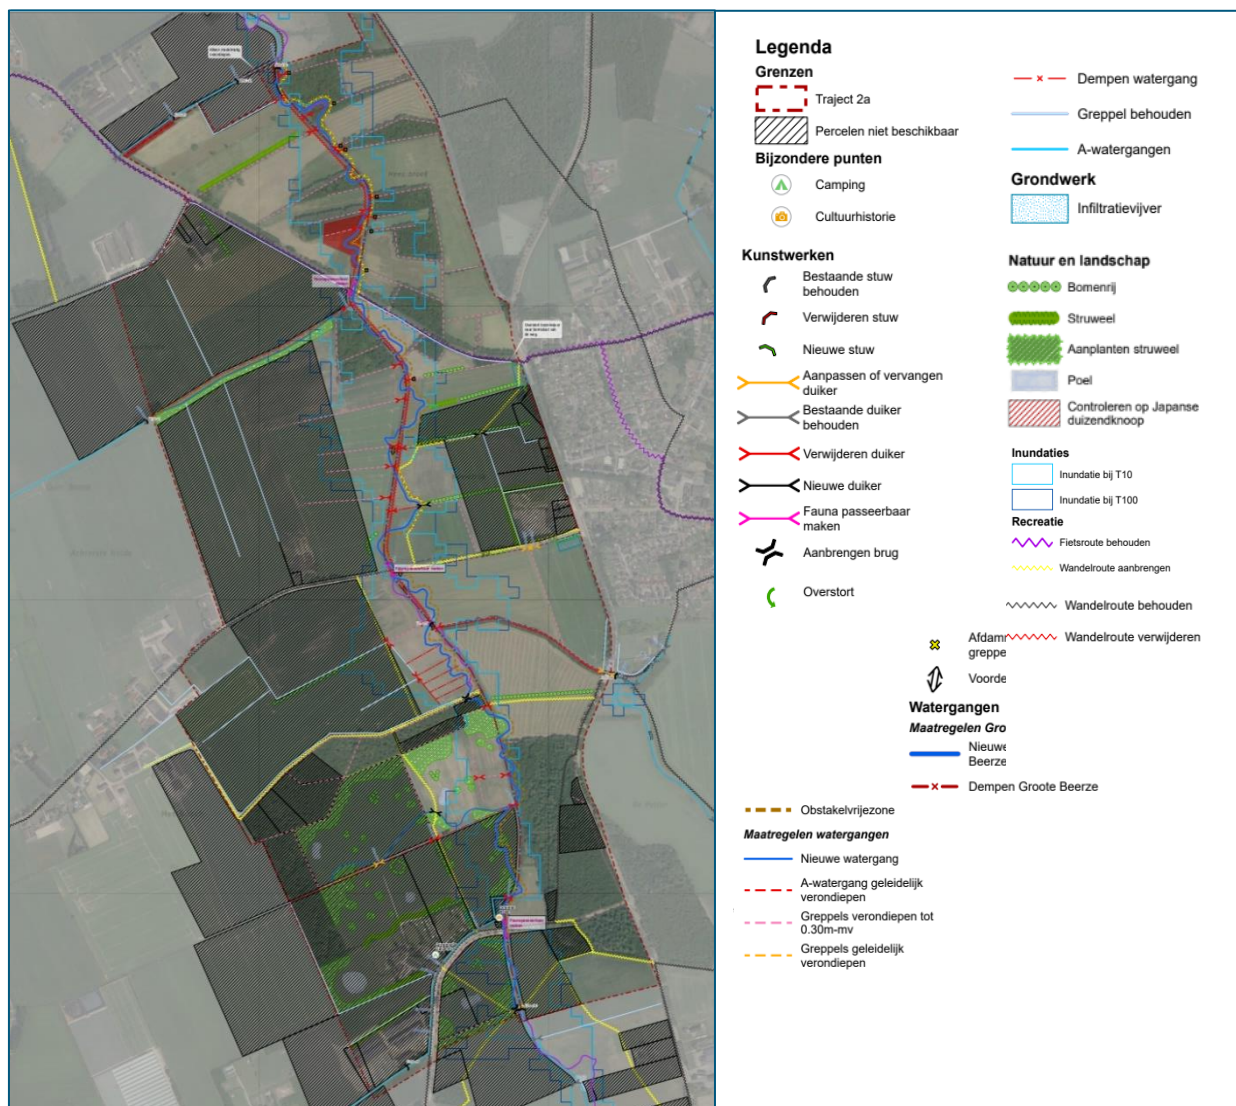 Legenda
Grenzen
Traject 2a
Percelen niet beschikbaar
Bijzondere punten
Camping
Cultuurhistorie
Kunstwerken
Bestaande stuw
behouden
Verwijderen stuw
Nieuwe stuw
Aanpassen of vervangen
duiker
Bestaande duiker
behouden
Verwijderen duiker
Nieuwe duiker
Fauna passeerbaar
maken
Aanbrengen brug
Overstort
Afdamr
greppe
Voorde
Watergangen
Maatregelen Gro
Nieuwe
Beerze
Dempen Groote Beerze
Obstakelvrijezone
Maatregelen watergangen
Nieuwe watergang
A-watergang geleidelijk
verondiepen
Greppels verondiepen tot
0.30m-mv
Greppels geleidelijk
verondiepen
Dempen watergang
Greppel behouden
A-watergangen
Grondwerk
Infiltratievijver
Natuur en landschap
Bomenrij
Struweel
Aanplanten struweel
Poel
Controleren op Japanse
duizendknoop
Inundaties
Inundatie bij T10
Inundatie bij T100
Recreatie
Fietsroute behouden
Wandelroute aanbrengen
Wandelroute behouden
Wandelroute verwijderen